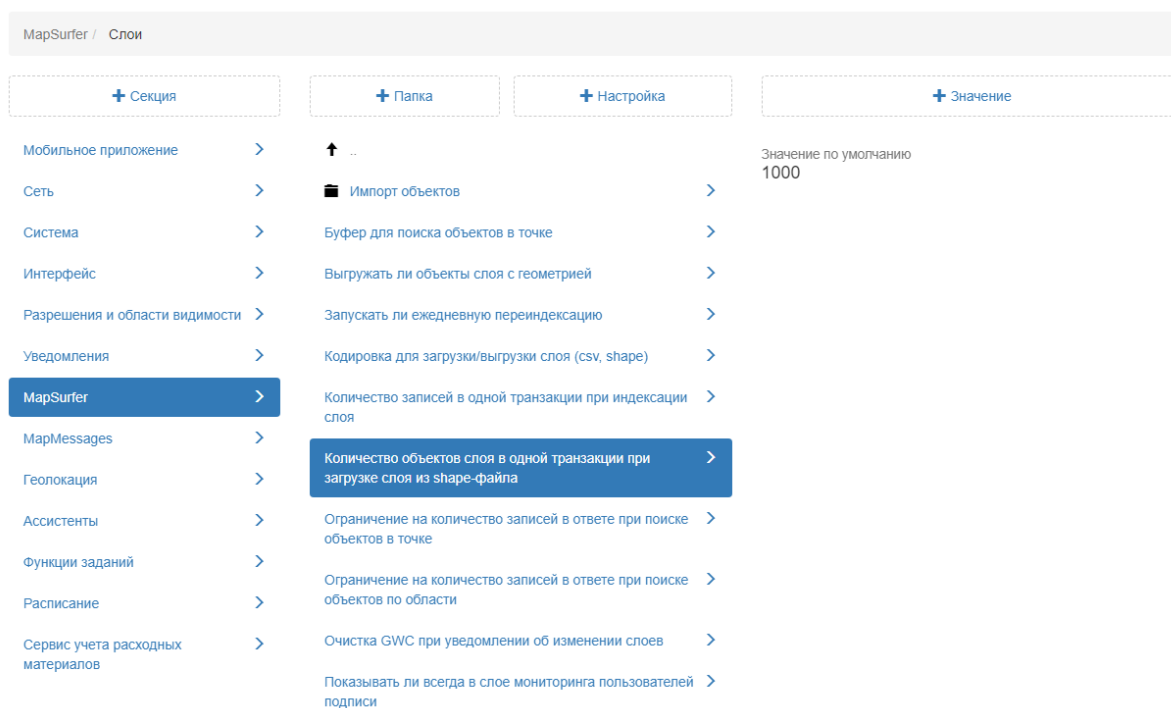 MapSurfer / Слои
+ Секция
+ Папка
+ Настройка
+ Значение
Мобильное приложение
Сеть
Система
Интерфейс
Разрешения и области видимости
Уведомления
MapSurfer
MapMessages
Геолокация
Ассистенты
Функции заданий
Расписание
Сервис учета расходных
материалов
..
Импорт объектов
Буфер для поиска объектов в точке
Выгружать ли объекты слоя с геометрией
Запускать ли ежедневную переиндексацию
Кодировка для загрузки/выгрузки слоя (csv, shape)
Количество записей в одной транзакции при индексации
слоя
Количество объектов слоя в одной транзакции при
загрузке слоя из shape-файла
Ограничение на количество записей в ответе при поиске
объектов в точке
Ограничение на количество записей в ответе при поиске
объектов по области
Очистка GWC при уведомлении об изменении слоев
Показывать ли всегда в слое мониторинга пользователей
подписи
Значение по умолчанию
1000